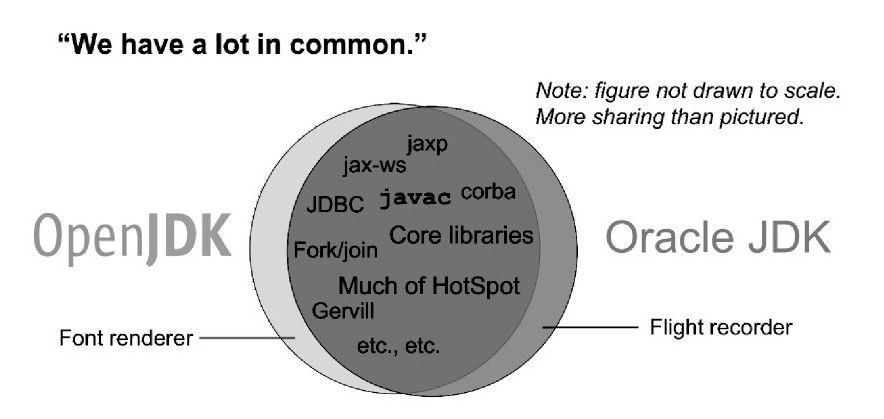 “We have a lot in common.”
Note: figure not drawn to scale.
More sharing than pictured.
jaxp
jax-ws
JDBC javac corba
OpenJDK
Fork/join Core libraries
Oracle JDK
Much of HotSpot
Gervill
Font renderer
Flight recorder
etc., etc.